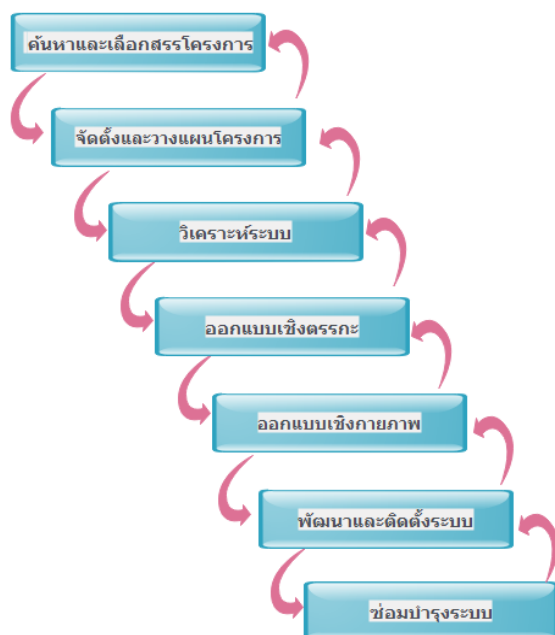 ค้นหาและเลือกสรรโครงการ
จัดตั้งและวางแผนโครงการ
วิเคราะห์ระบบ
ออกแบบเชิงตรรกะ
ออกแบบเชิงกายภาพ
พัฒนาและติดตั้งระบบ
ซ่อมบำรุงระบบ